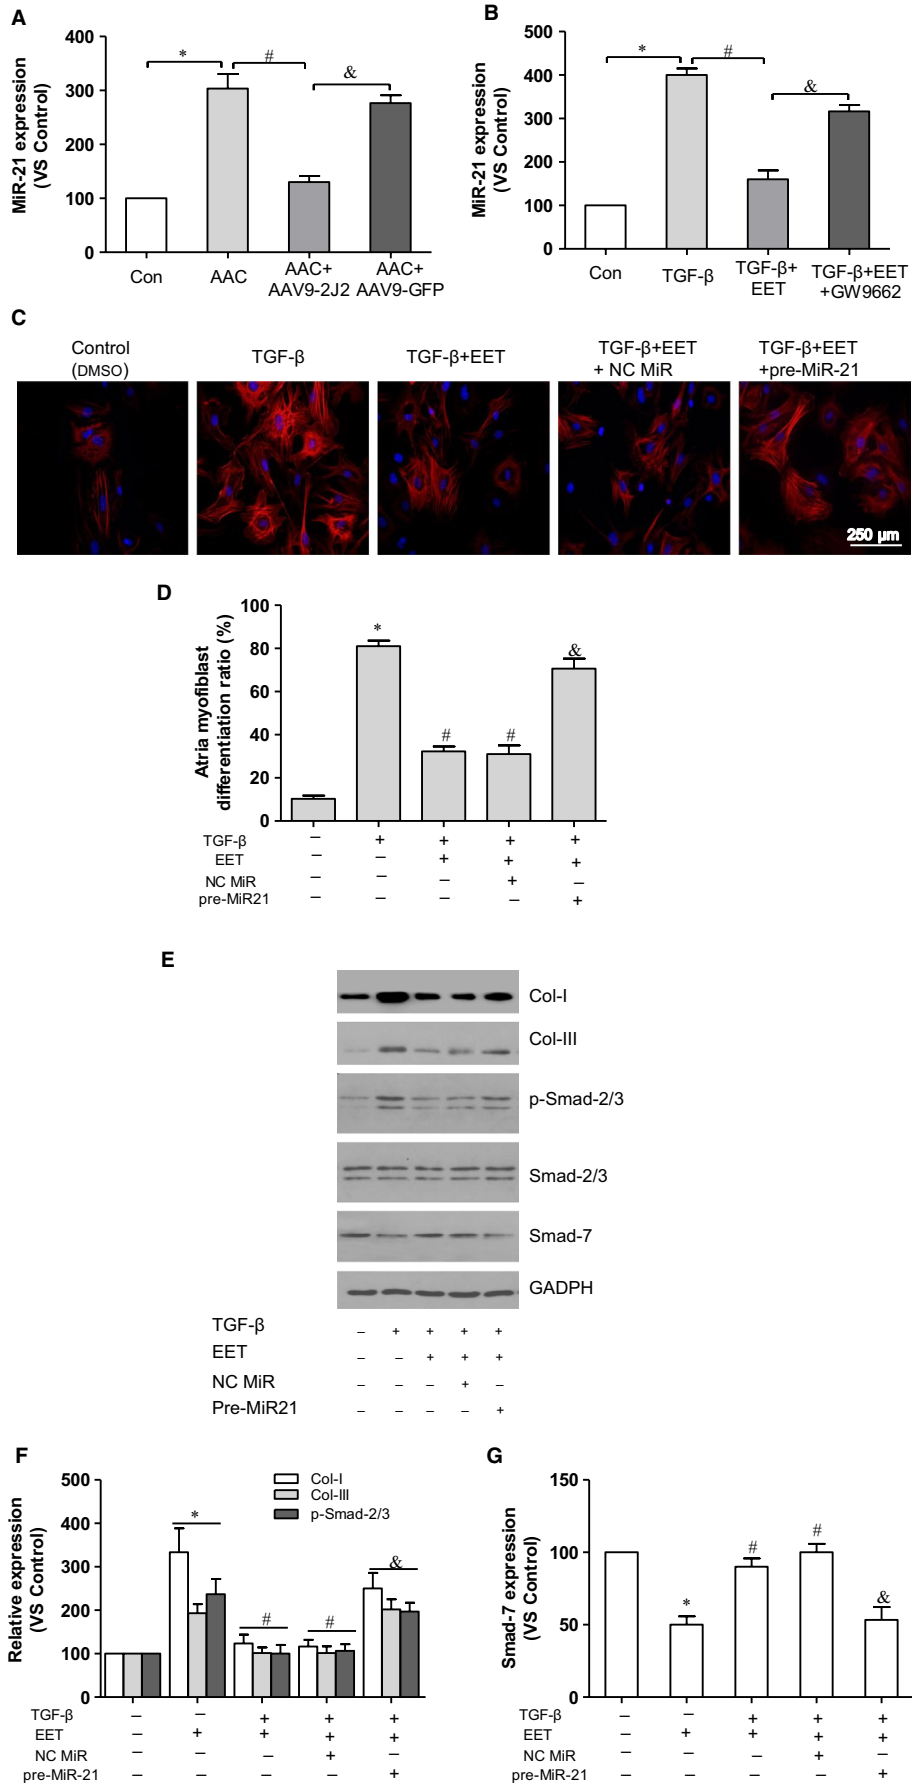 A
MiR-21 expression
(VS Control)
400
300
200
100
0
*
#
&
Con
AAC
AAC+
AAV9-2J2
AAC+
AAV9-GFP
B
MiR-21 expression
(VS Control)
500
400
300
200
100
0
*
#
&
Con
TGF-β
TGF-β+
EET
TGF-β+EET
+GW9662
C
Control
(DMSO)
TGF-β
TGF-β+EET
TGF-β+EET
+ NC MiR
TGF-β+EET
+pre-MiR-21
250 µm
D
Atria myofiblast
differentiation ratio (%)
100
80
60
40
20
0
*
#
#
&
TGF-β – + + + +
EET – – + + +
NC MiR – – – + –
pre-MiR21 – – – – +
E
Col-I
Col-III
p-Smad-2/3
Smad-2/3
Smad-7
GADPH
TGF-β – + + + +
EET – – + + +
NC MiR – – – + –
Pre-MiR21 – – – – +
F
Relative expression
(VS Control)
500
400
300
200
100
0
Col-I
Col-III
p-Smad-2/3
*
#
#
&
TGF-β – – + + +
EET – + + + +
NC MiR – – – + –
pre-MiR-21 – – – – +
G
Smad-7 expression
(VS Control)
150
100
50
0
*
#
#
&
TGF-β – – + + +
EET – + + + +
NC MiR – – – + –
pre-MiR-21 – – – – +